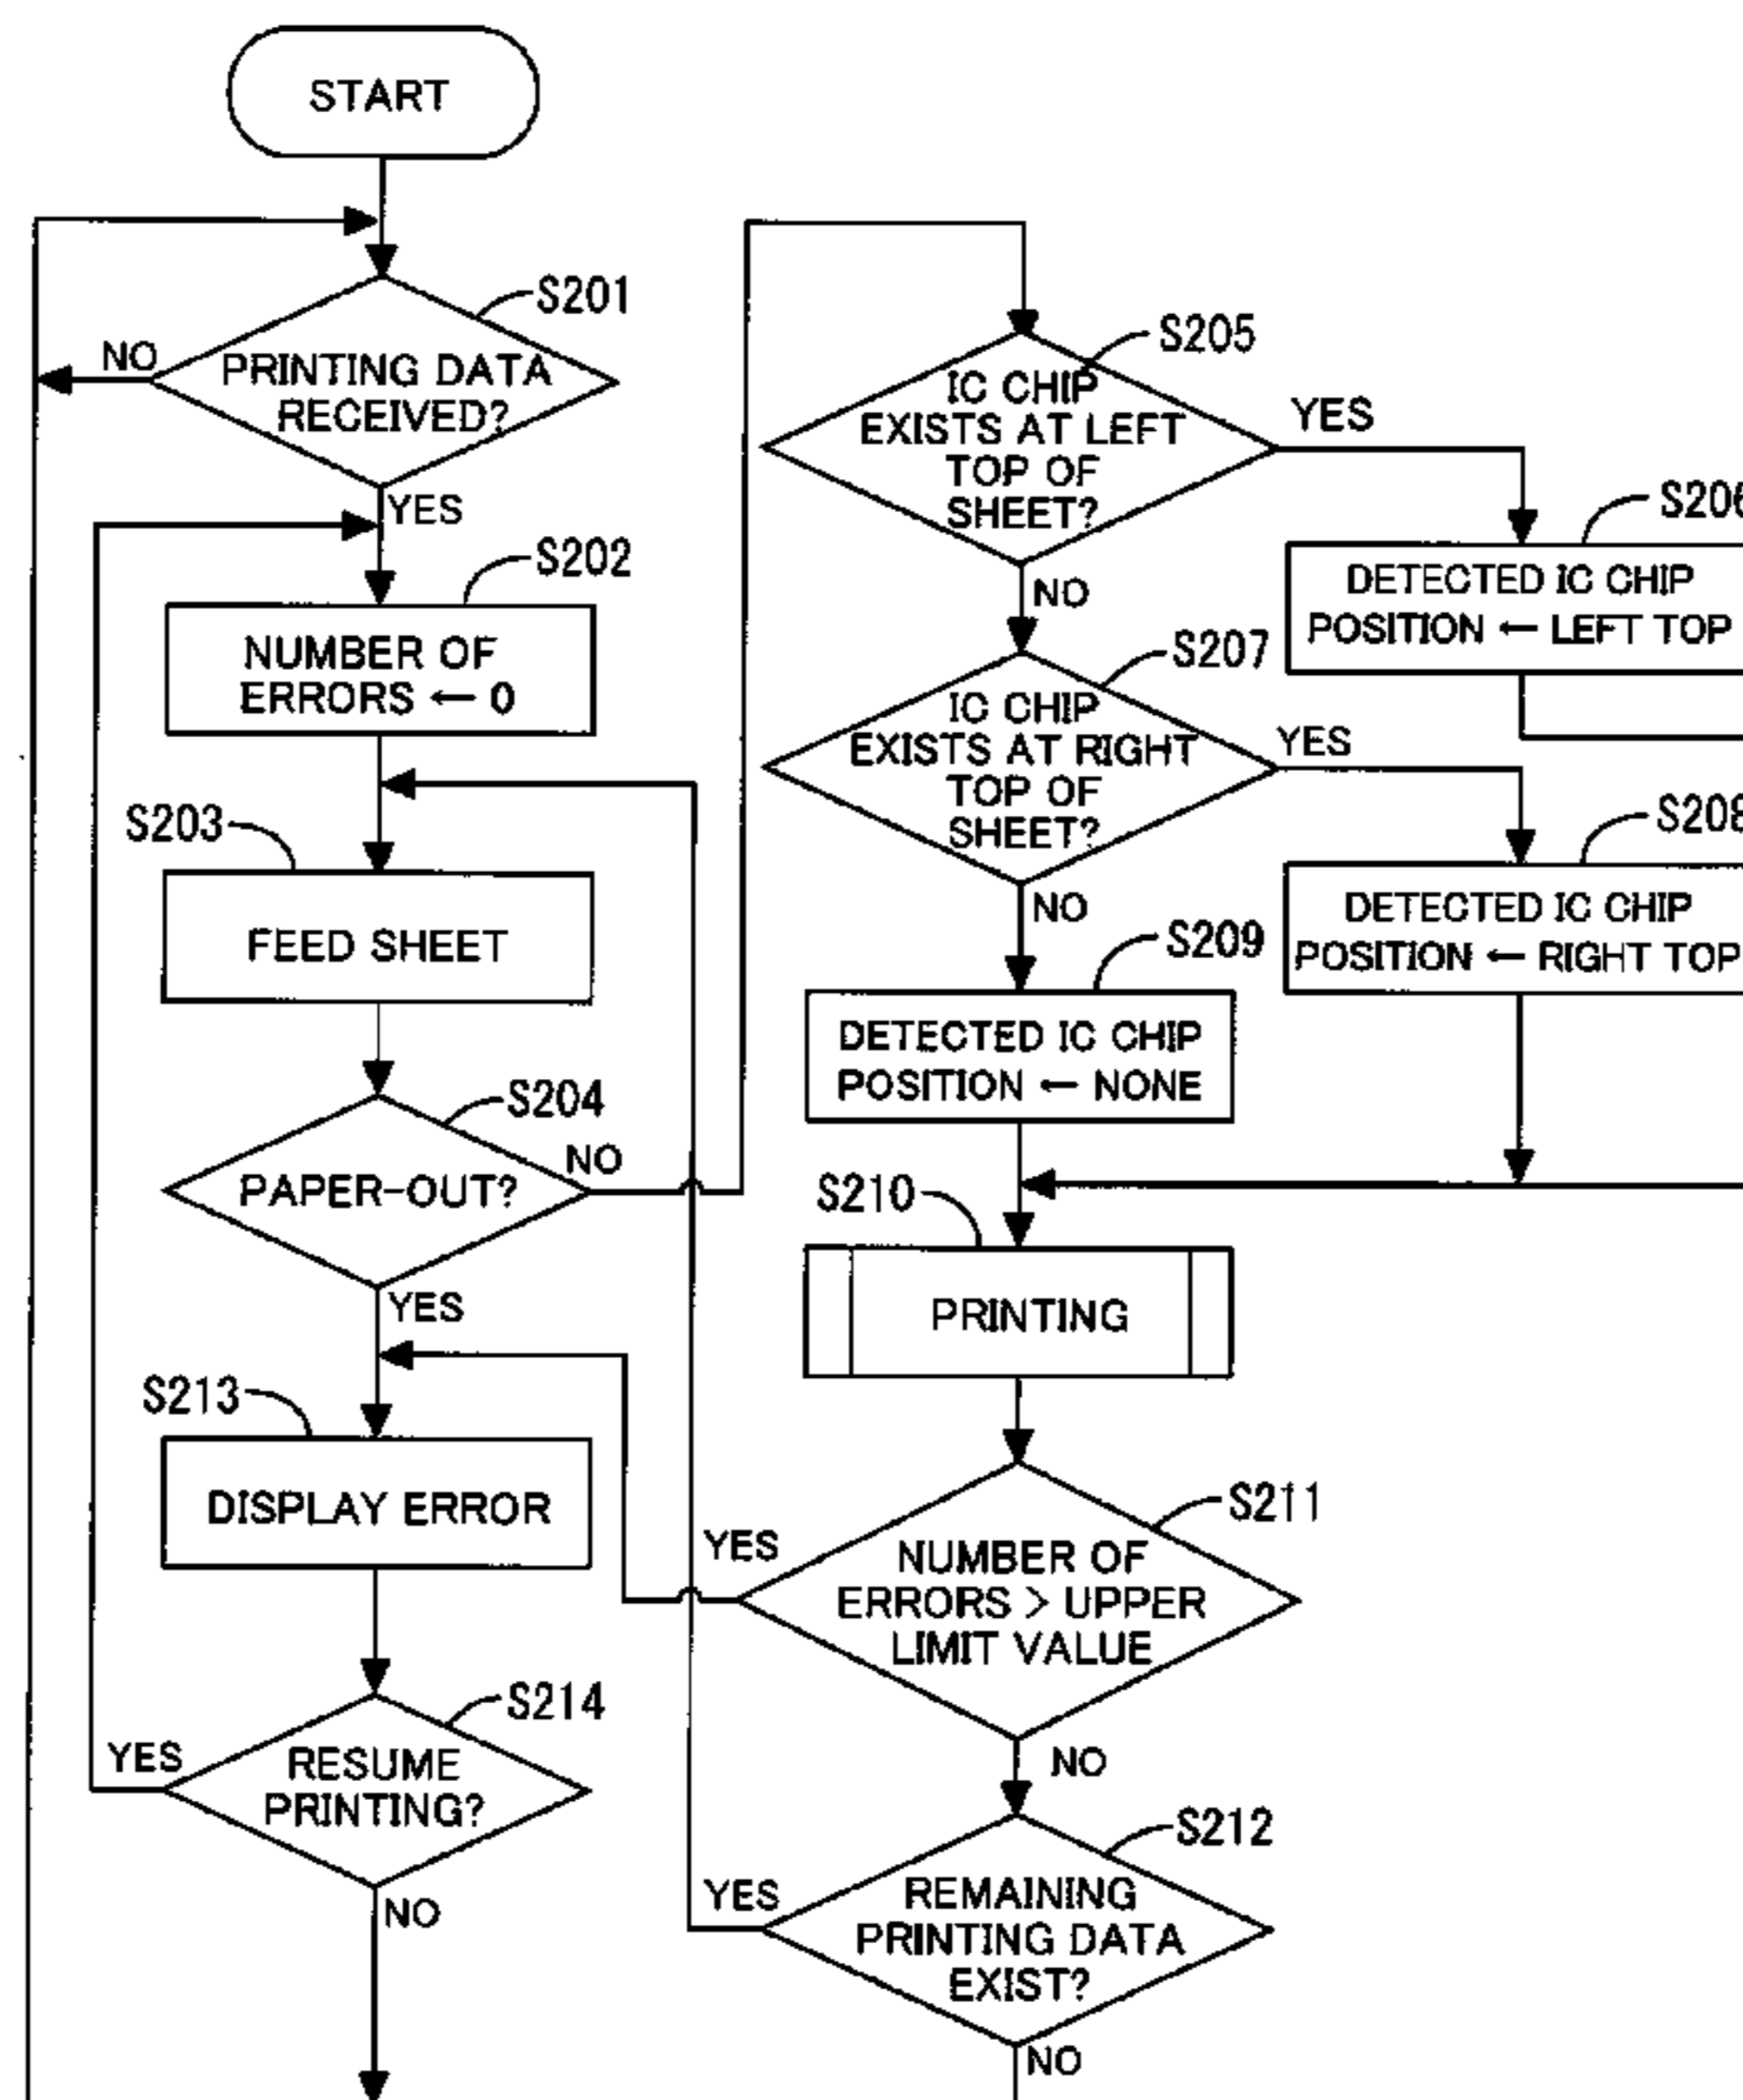 START
S201
NO
PRINTING DATA
RECEIVED?
YES
S202
NUMBER OF
ERRORS ← 0
S203
FEED SHEET
S204
PAPER-OUT?
NO
YES
S213
DISPLAY ERROR
S214
YES
RESUME
PRINTING?
NO
S205
IC CHIP
EXISTS AT LEFT
TOP OF
SHEET?
YES
NO
S206
DETECTED IC CHIP
POSITION ← LEFT TOP
S207
IC CHIP
EXISTS AT RIGHT
TOP OF
SHEET?
YES
NO
S208
DETECTED IC CHIP
POSITION ← RIGHT TOP
S209
DETECTED IC CHIP
POSITION ← NONE
S210
PRINTING
S211
YES
NUMBER OF
ERRORS > UPPER
LIMIT VALUE
NO
S212
YES
REMAINING
PRINTING DATA
EXIST?
NO